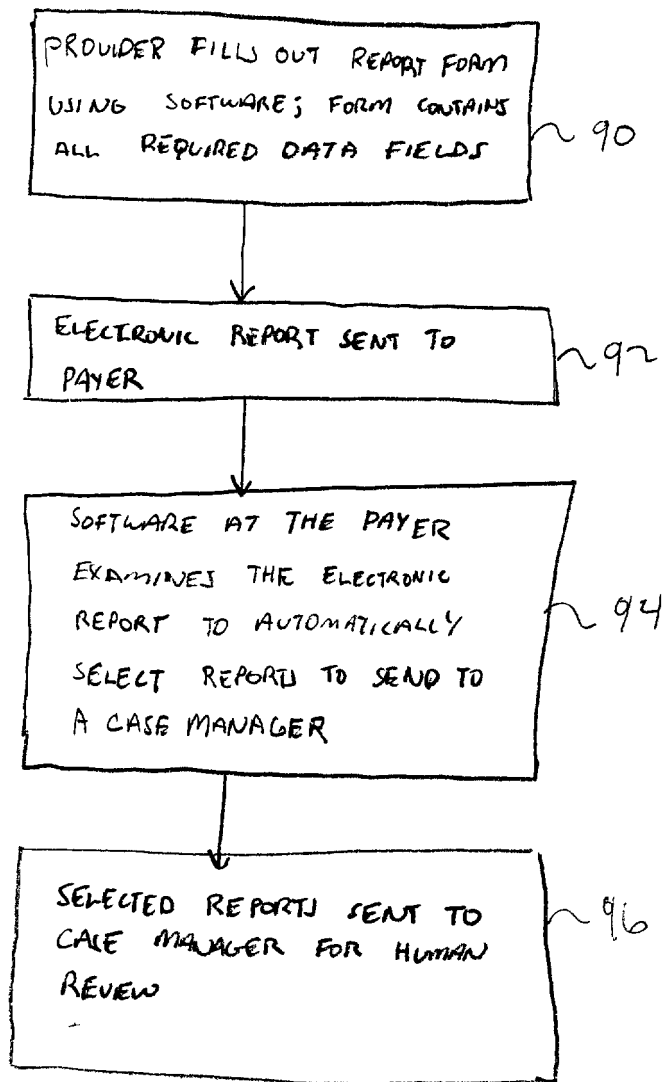 PROVIDER FILLS OUT REPORT FORM
USING SOFTWARE; FORM CONTAINS
ALL REQUIRED DATA FIELDS
90
ELECTRONIC REPORT SENT TO
PAYER
92
SOFTWARE AT THE PAYER
EXAMINES THE ELECTRONIC
REPORT TO AUTOMATICALLY
SELECT REPORTS TO SEND TO
A CASE MANAGER
94
SELECTED REPORTS SENT TO
CASE MANAGER FOR HUMAN
REVIEW
96